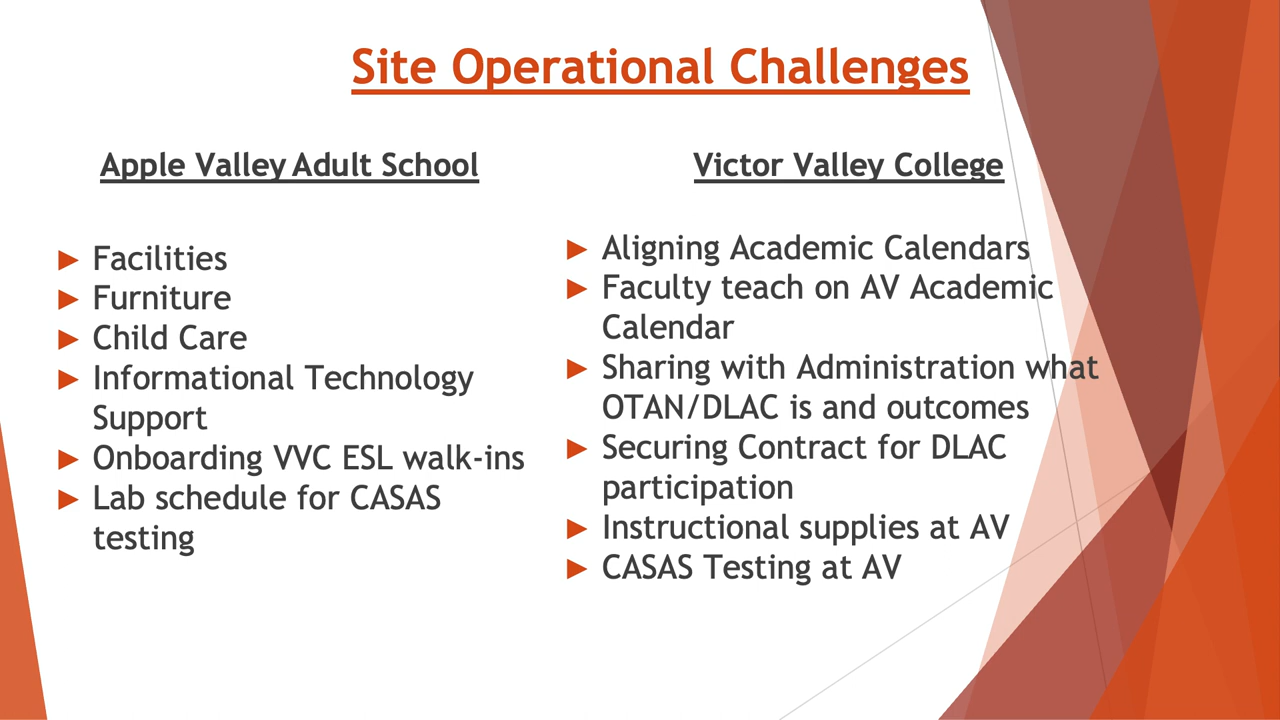 Site Operational Challenges
Apple Valley Adult School
► Facilities
► Furniture
► Child Care
► Informational Technology
Support
► Onboarding VVC ESL walk-ins
► Lab schedule for CASAS
testing
Victor Valley College
► Aligning Academic Calendars
► Faculty teach on AV Academic
Calendar
► Sharing with Administration what
OTAN/DLAC is and outcomes
► Securing Contract for DLAC
participation
► Instructional supplies at AV
► CASAS Testing at AV